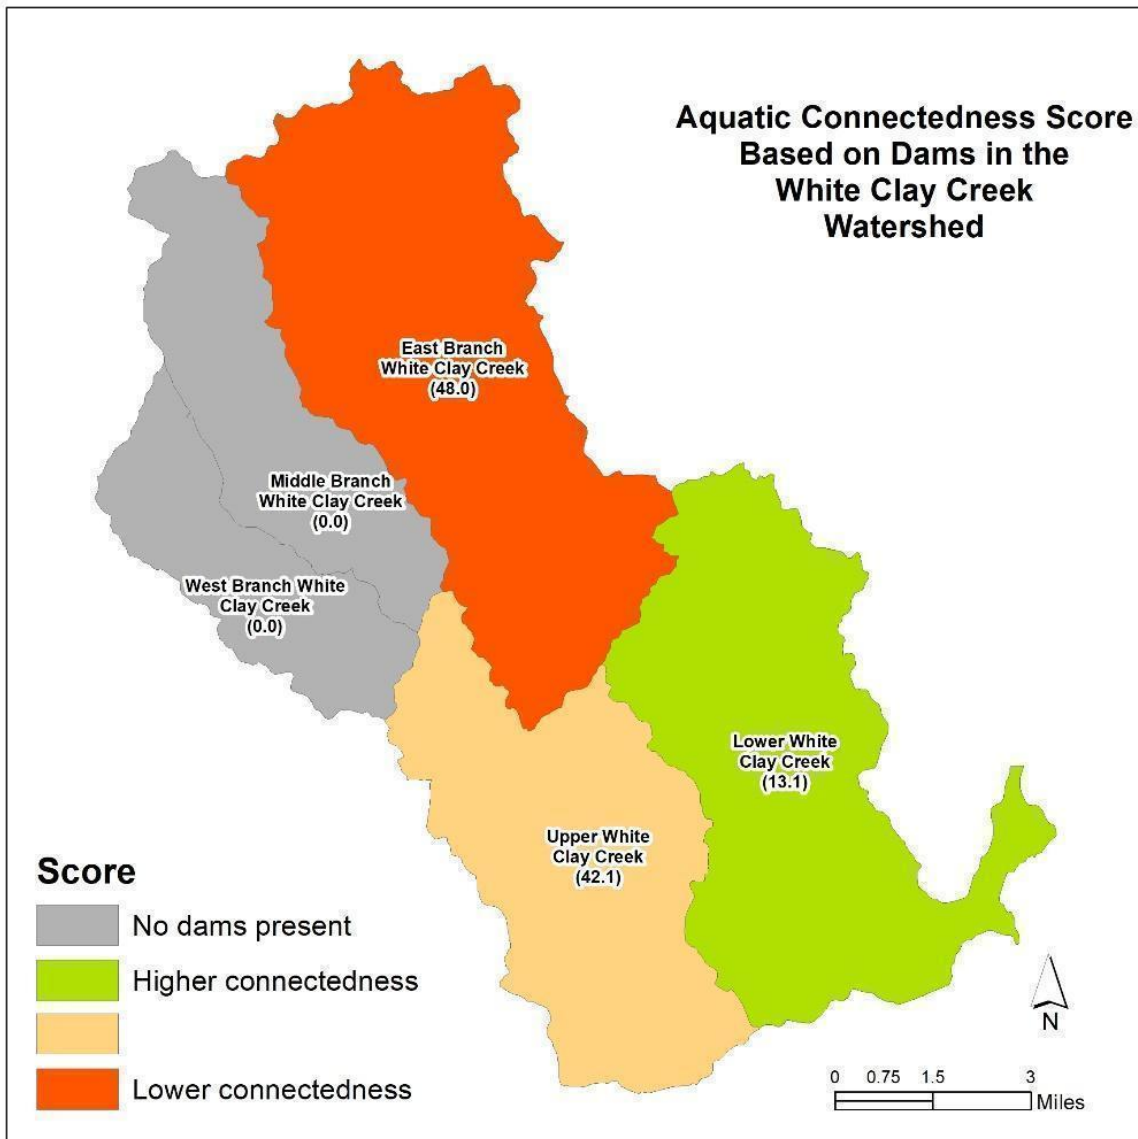 Aquatic Connectedness Score
Based on Dams in the
White Clay Creek
Watershed
East Branch
White Clay Creek
(48.0)
Middle Branch
White Clay Creek
(0.0)
West Branch White
Clay Creek
(0.0)
Lower White
Clay Creek
(13.1)
Upper White
Clay Creek
(42.1)
Score
No dams present
Higher connectedness
Lower connectedness
N
0 0.75 1.5 3
Miles